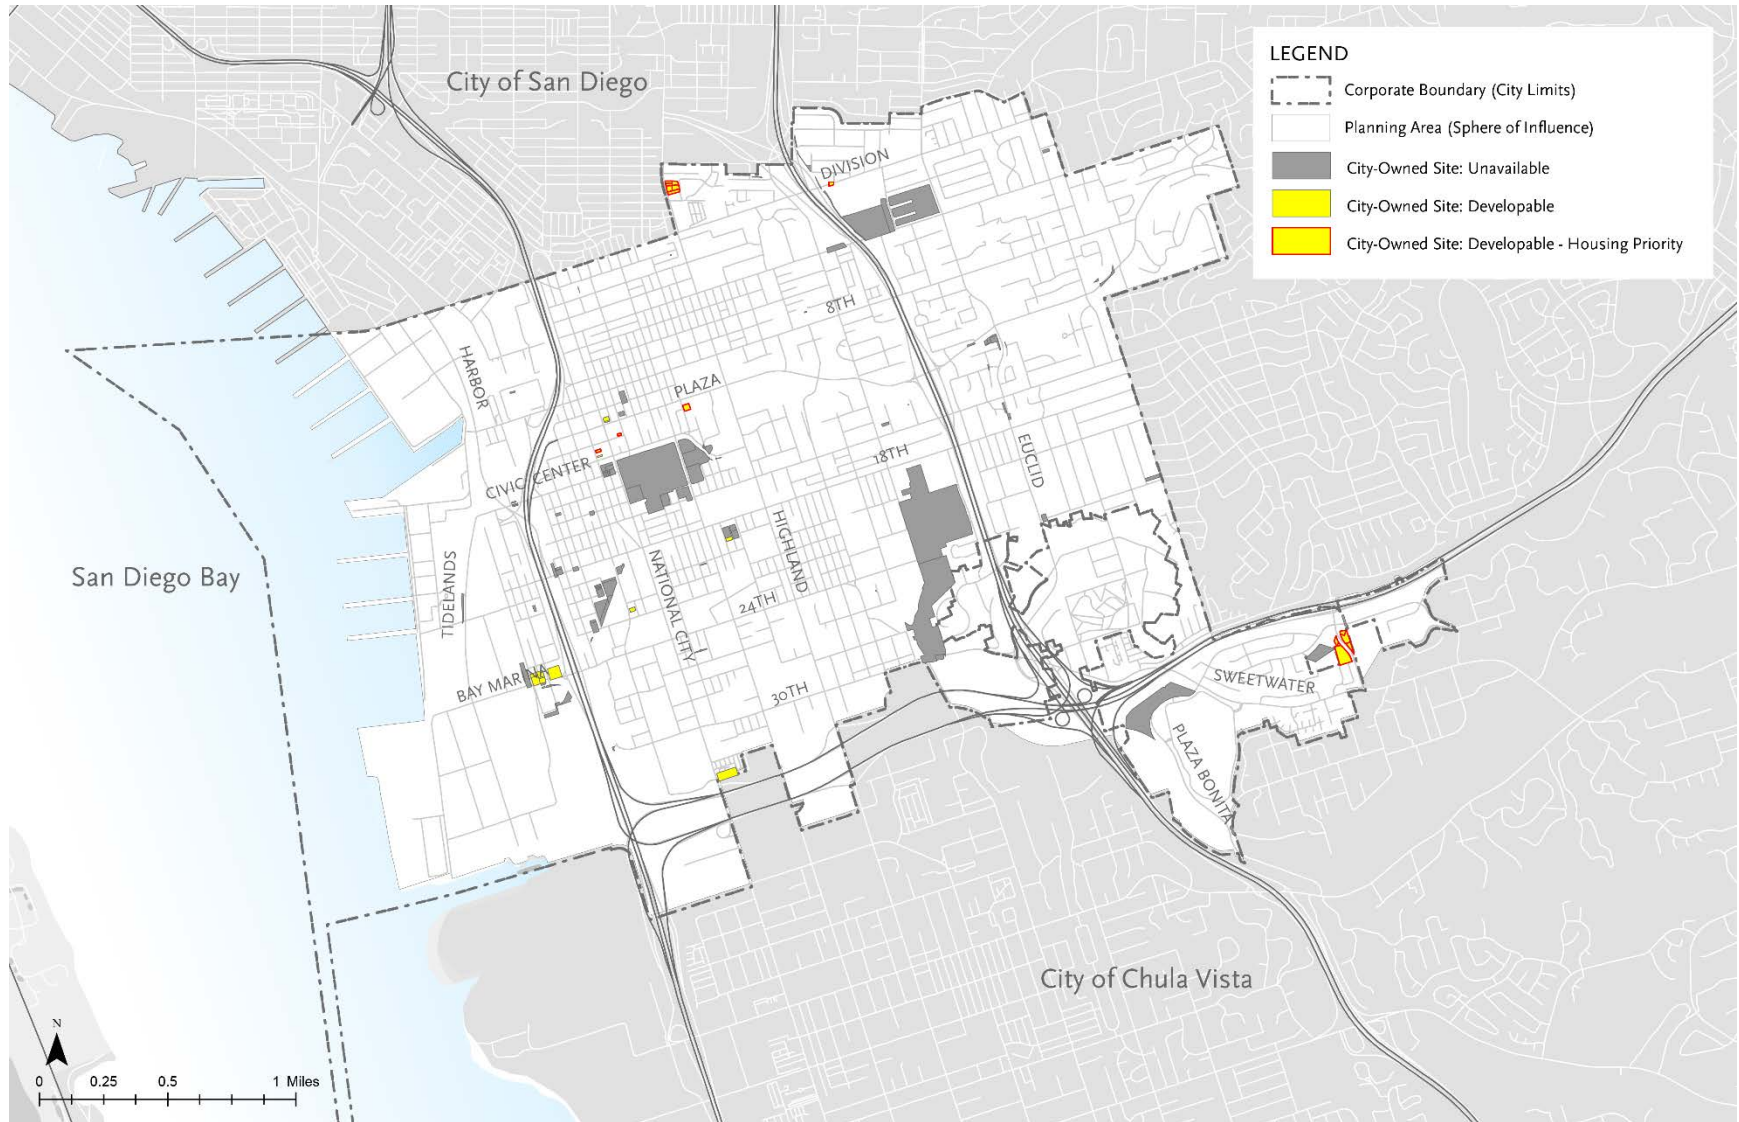 LEGEND
Corporate Boundary (City Limits)
Planning Area (Sphere of Influence)
City-Owned Site: Unavailable
City-Owned Site: Developable
City-Owned Site: Developable - Housing Priority
City of San Diego
DIVISION
8TH
HARBOR
PLAZA
EUCLID
18TH
CIVIC CENTER
HIGHLAND
NATIONAL CITY
TIDELANDS
San Diego Bay
24TH
BAY MARINA
30TH
SWEETWATER
PLAZA BONITA
City of Chula Vista
N
0 0.25 0.5 1 Miles